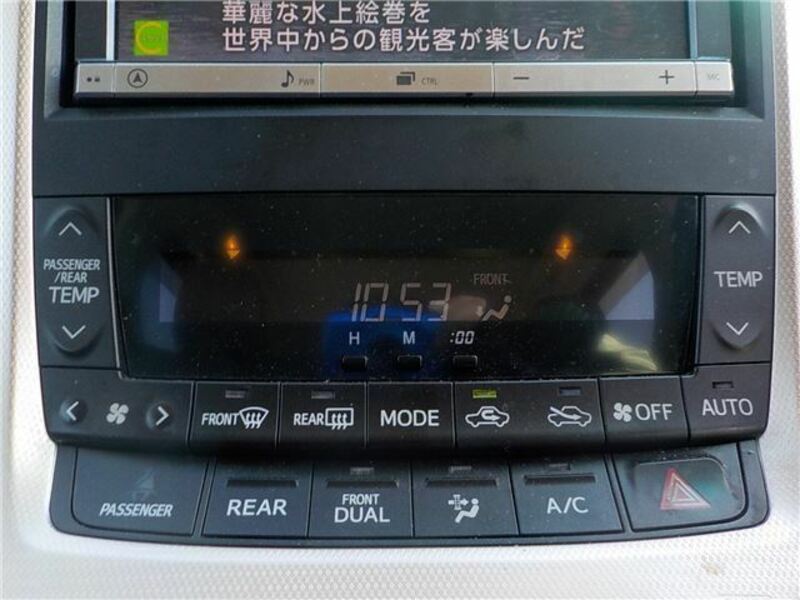 華麗な水上絵巻を
世界中からの観光客が楽しんだ
PWR CTRL − + MIC
PASSENGER
/REAR
TEMP
TEMP
FRONT
10 53
H M :00
FRONT REAR MODE OFF AUTO
PASSENGER REAR FRONT
DUAL A/C